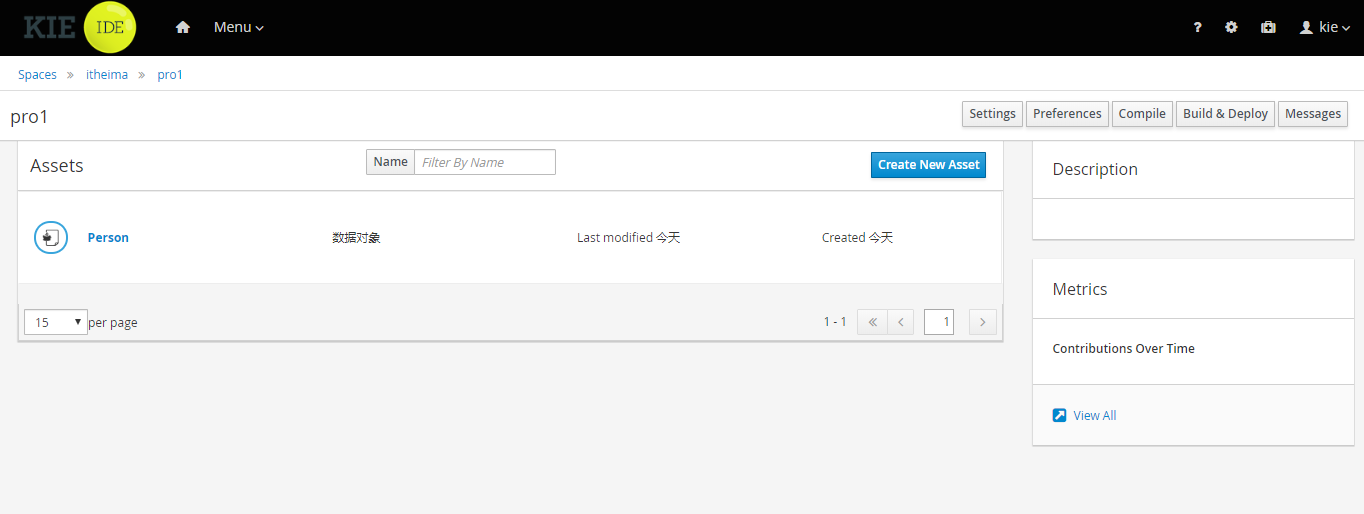 KIE IDE Menu ? kie
Spaces » itheima » pro1
pro1 Settings Preferences Compile Build & Deploy Messages
Assets Name Filter By Name Create New Asset
Person 数据对象 Last modified 今天 Created 今天
15 per page 1 - 1 1
Description
Metrics
Contributions Over Time
View All